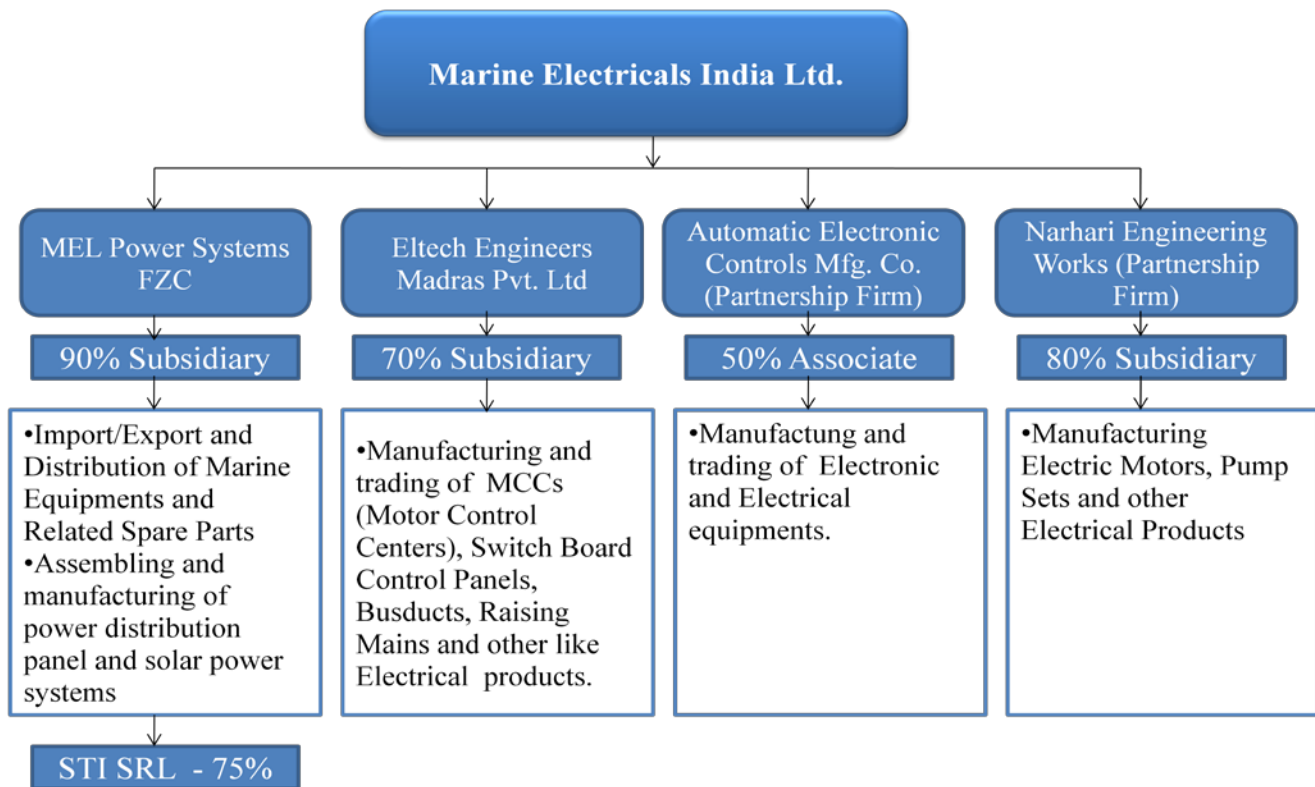 Marine Electricals India Ltd.
MEL Power Systems
FZC
Eltech Engineers
Madras Pvt. Ltd
Automatic Electronic
Controls Mfg. Co.
(Partnership Firm)
Narhari Engineering
Works (Partnership
Firm)
90% Subsidiary
70% Subsidiary
50% Associate
80% Subsidiary
•Import/Export and
Distribution of Marine
Equipments and
Related Spare Parts
•Assembling and
manufacturing of
power distribution
panel and solar power
systems
•Manufacturing and
trading of MCCs
(Motor Control
Centers), Switch Board
Control Panels,
Busducts, Raising
Mains and other like
Electrical products.
•Manufactung and
trading of Electronic
and Electrical
equipments.
•Manufacturing
Electric Motors, Pump
Sets and other
Electrical Products
STI SRL - 75%